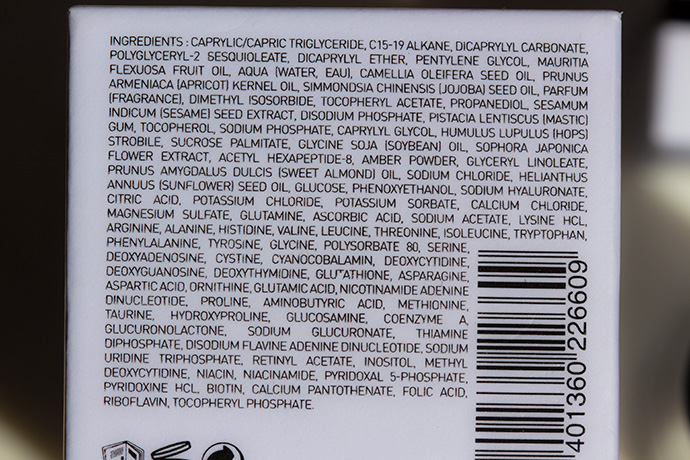 INGREDIENTS : CAPRYLIC/CAPRIC TRIGLYCERIDE, C15-19 ALKANE, DICAPRYLYL CARBONATE,
POLYGLYCERYL-2 SESQUIOLEATE, DICAPRYLYL ETHER, PENTYLENE GLYCOL, MAURITIA
FLEXUOSA FRUIT OIL, AQUA (WATER, EAU), CAMELLIA OLEIFERA SEED OIL, PRUNUS
ARMENIACA (APRICOT) KERNEL OIL, SIMMONDSIA CHINENSIS (JOJOBA) SEED OIL, PARFUM
(FRAGRANCE), DIMETHYL ISOSORBIDE, TOCOPHERYL ACETATE, PROPANEDIOL, SESAMUM
INDICUM (SESAME) SEED EXTRACT, DISODIUM PHOSPHATE, PISTACIA LENTISCUS (MASTIC)
GUM, TOCOPHEROL, SODIUM PHOSPHATE, CAPRYLYL GLYCOL, HUMULUS LUPULUS (HOPS)
STROBILE, SUCROSE PALMITATE, GLYCINE SOJA (SOYBEAN) OIL, SOPHORA JAPONICA
FLOWER EXTRACT, ACETYL HEXAPEPTIDE-8, AMBER POWDER, GLYCERYL LINOLEATE,
PRUNUS AMYGDALUS DULCIS (SWEET ALMOND) OIL, SODIUM CHLORIDE, HELIANTHUS
ANNUUS (SUNFLOWER) SEED OIL, GLUCOSE, PHENOXYETHANOL, SODIUM HYALURONATE,
CITRIC ACID, POTASSIUM CHLORIDE, POTASSIUM SORBATE, CALCIUM CHLORIDE,
MAGNESIUM SULFATE, GLUTAMINE, ASCORBIC ACID, SODIUM ACETATE, LYSINE HCL,
ARGININE, ALANINE, HISTIDINE, VALINE, LEUCINE, THREONINE, ISOLEUCINE, TRYPTOPHAN,
PHENYLALANINE, TYROSINE, GLYCINE, POLYSORBATE 80, SERINE,
DEOXYADENOSINE, CYSTINE, CYANOCOBALAMIN, DEOXYCYTIDINE,
DEOXYGUANOSINE, DEOXYTHYMIDINE, GLUTATHIONE, ASPARAGINE,
ASPARTIC ACID, ORNITHINE, GLUTAMIC ACID, NICOTINAMIDE ADENINE
DINUCLEOTIDE, PROLINE, AMINOBUTYRIC ACID, METHIONINE,
TAURINE, HYDROXYPROLINE, GLUCOSAMINE, COENZYME A,
GLUCURONOLACTONE, SODIUM GLUCURONATE, THIAMINE
DIPHOSPHATE, DISODIUM FLAVINE ADENINE DINUCLEOTIDE, SODIUM
URIDINE TRIPHOSPHATE, RETINYL ACETATE, INOSITOL, METHYL
DEOXYCYTIDINE, NIACIN, NIACINAMIDE, PYRIDOXAL 5-PHOSPHATE,
PYRIDOXINE HCL, BIOTIN, CALCIUM PANTOTHENATE, FOLIC ACID,
RIBOFLAVIN, TOCOPHERYL PHOSPHATE.
401360 226609